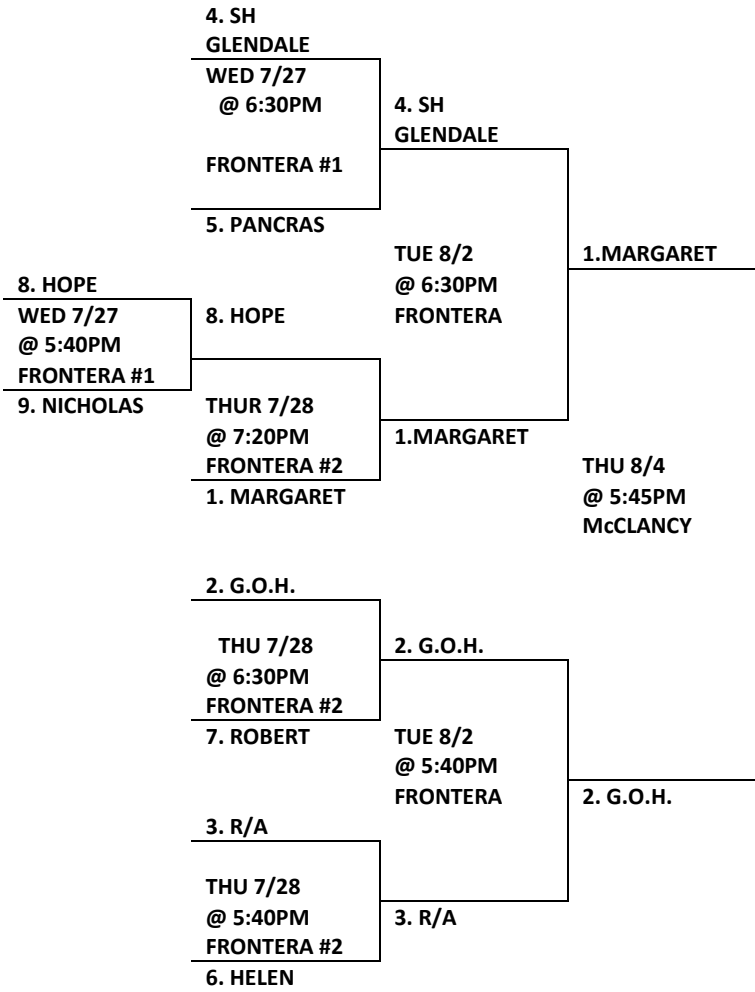 4. SH
GLENDALE
WED 7/27
@ 6:30PM
FRONTERA #1
5. PANCRAS
4. SH
GLENDALE
TUE 8/2
@ 6:30PM
FRONTERA
1.MARGARET
8. HOPE
WED 7/27
@ 5:40PM
FRONTERA #1
9. NICHOLAS
8. HOPE
THUR 7/28
@ 7:20PM
FRONTERA #2
1. MARGARET
1.MARGARET
THU 8/4
@ 5:45PM
McCLANCY
2. G.O.H.
THU 7/28
@ 6:30PM
FRONTERA #2
7. ROBERT
2. G.O.H.
TUE 8/2
@ 5:40PM
FRONTERA
2. G.O.H.
3. R/A
THU 7/28
@ 5:40PM
FRONTERA #2
6. HELEN
3. R/A